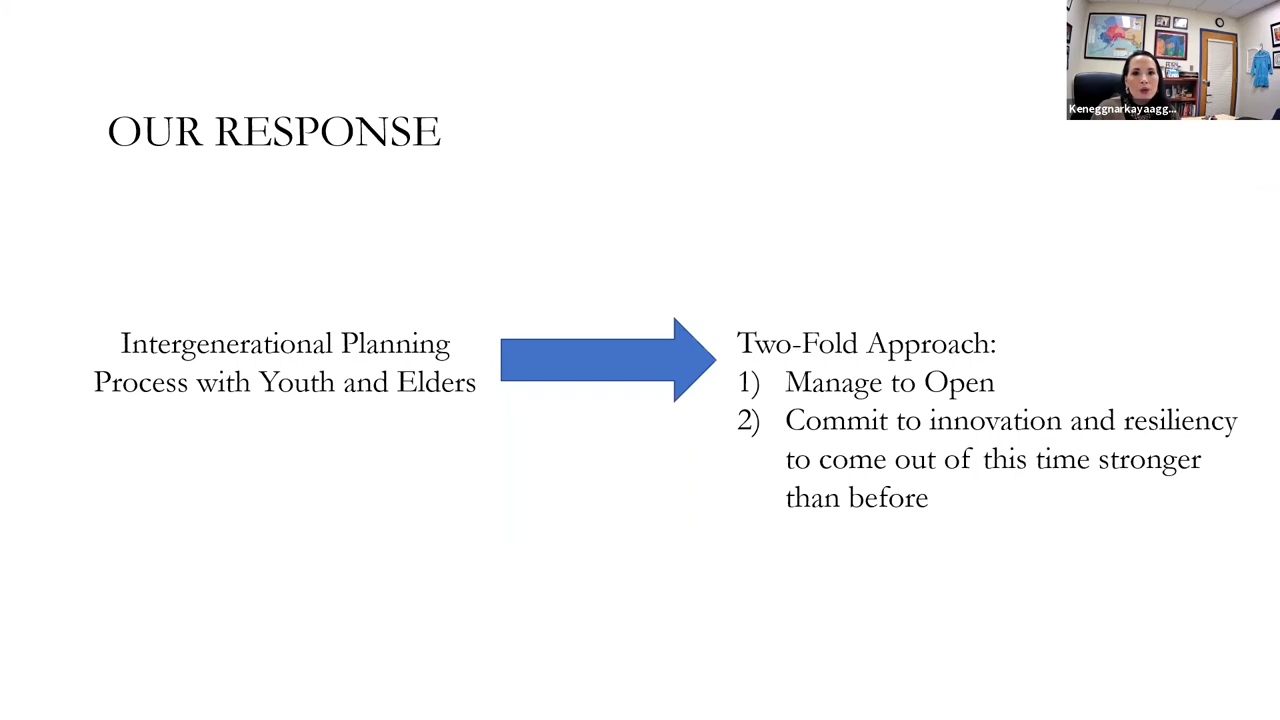 Keneggnarkayaagg...
OUR RESPONSE
Intergenerational Planning
Process with Youth and Elders
Two-Fold Approach:
1) Manage to Open
2) Commit to innovation and resiliency
to come out of this time stronger
than before